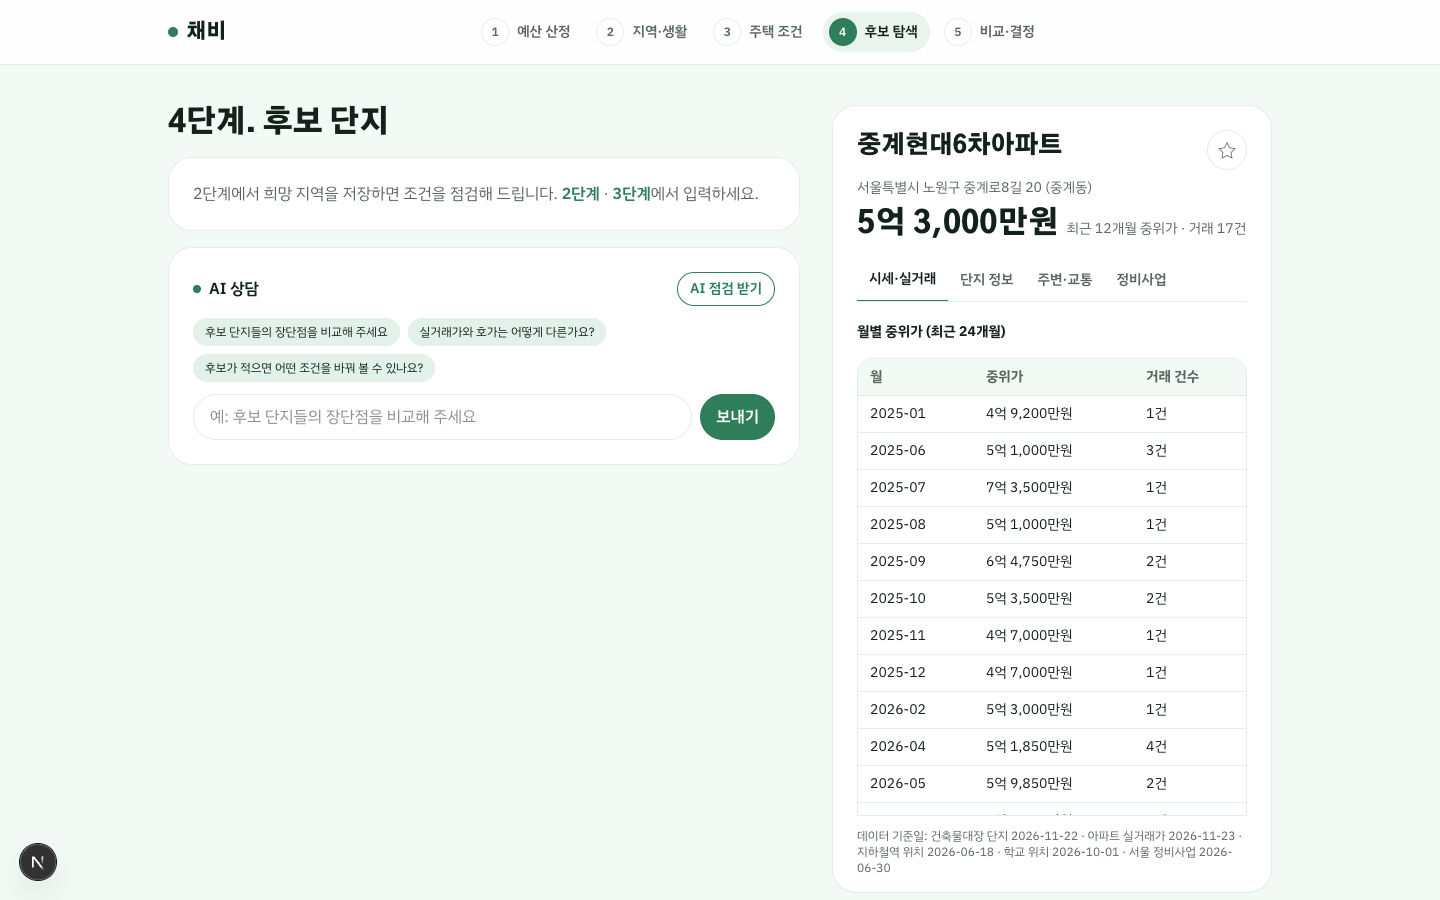 채비
1 예산 산정
2 지역·생활
3 주택 조건
4 후보 탐색
5 비교·결정
4단계. 후보 단지
2단계에서 희망 지역을 저장하면 조건을 점검해 드립니다. 2단계 · 3단계에서 입력하세요.
AI 상담
AI 점검 받기
후보 단지들의 장단점을 비교해 주세요
실거래가와 호가는 어떻게 다른가요?
후보가 적으면 어떤 조건을 바꿔 볼 수 있나요?
예: 후보 단지들의 장단점을 비교해 주세요
보내기
중계현대6차아파트
서울특별시 노원구 중계로8길 20 (중계동)
5억 3,000만원 최근 12개월 중위가 · 거래 17건
시세·실거래 단지 정보 주변·교통 정비사업
월별 중위가 (최근 24개월)
월 중위가 거래 건수
2025-01 4억 9,200만원 1건
2025-06 5억 1,000만원 3건
2025-07 7억 3,500만원 1건
2025-08 5억 1,000만원 1건
2025-09 6억 4,750만원 2건
2025-10 5억 3,500만원 2건
2025-11 4억 7,000만원 1건
2025-12 4억 7,000만원 1건
2026-02 5억 3,000만원 1건
2026-04 5억 1,850만원 4건
2026-05 5억 9,850만원 2건
데이터 기준일: 건축물대장 단지 2026-11-22 · 아파트 실거래가 2026-11-23 ·
지하철역 위치 2026-06-18 · 학교 위치 2026-10-01 · 서울 정비사업 2026-
06-30
N